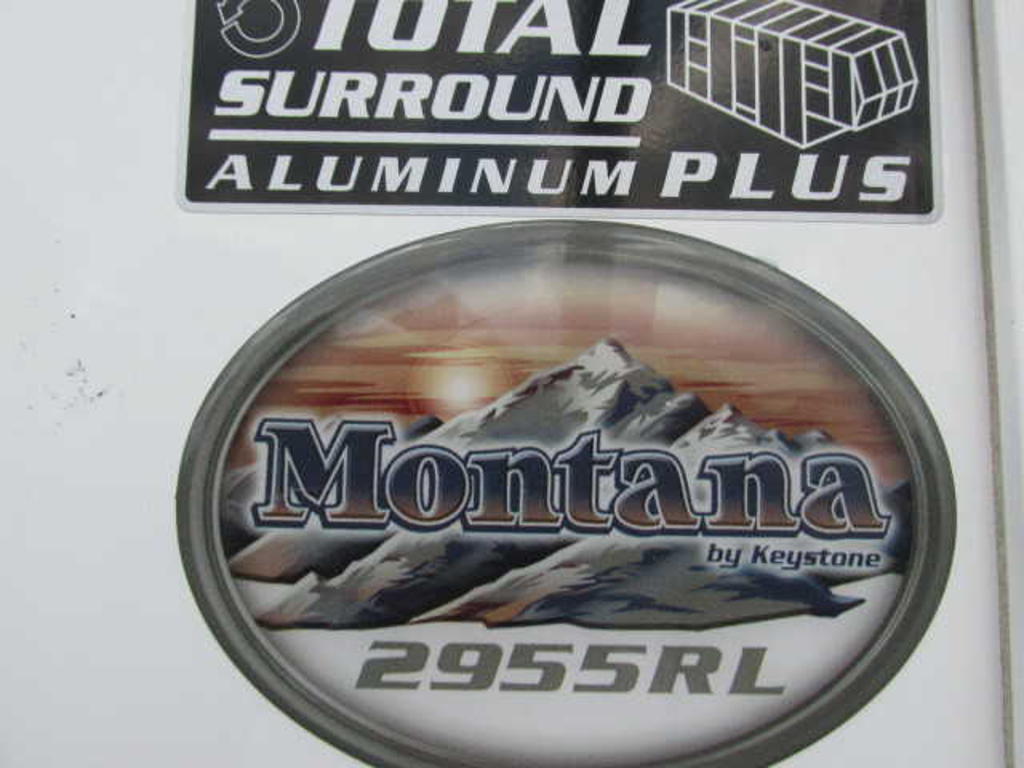 TOTAL
SURROUND
ALUMINUM PLUS
Montana
by Keystone
2955RL